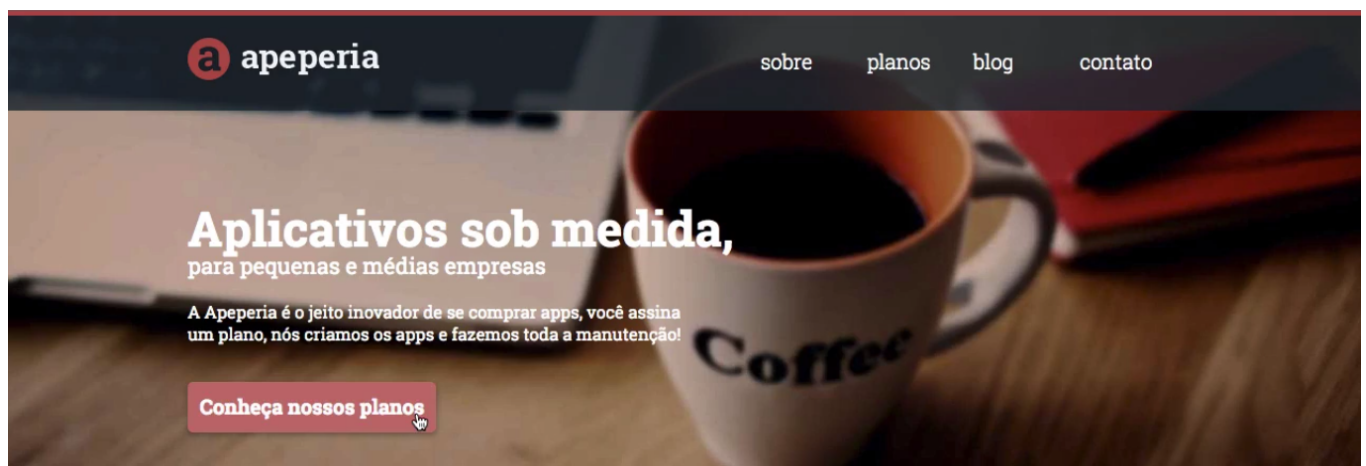 a apeperia
sobre planos blog contato
Aplicativos sob medida,
para pequenas e médias empresas
A Apeperia é o jeito inovador de se comprar apps, você assina
um plano, nós criamos os apps e fazemos toda a manutenção!
Coffee
Conheça nossos planos